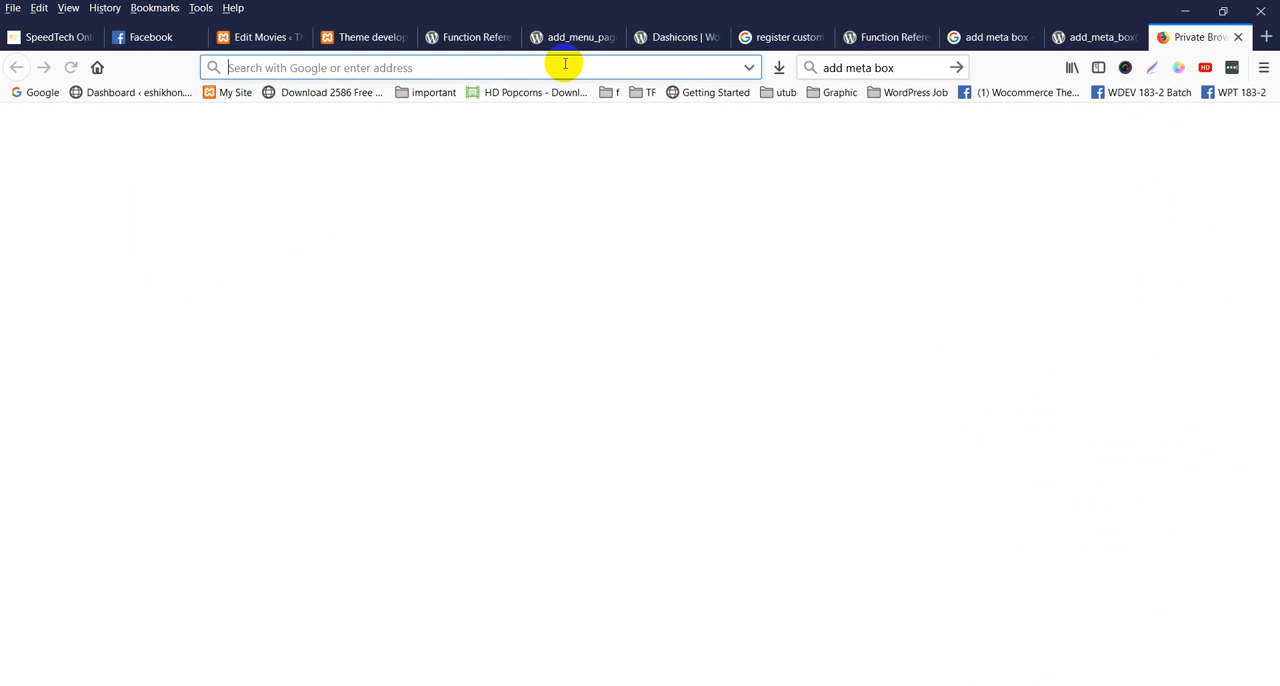 File Edit View History Bookmarks Tools Help
SpeedTech Onli Facebook Edit Movies ‹ Th Theme develop Function Refere add_menu_pag Dashicons | Wo register custom Function Refere add meta box - add_meta_box( Private Brow
Search with Google or enter address add meta box
Google Dashboard ‹ eshikhon.... My Site Download 2586 Free ... important HD Popcorns - Downl... f TF Getting Started utub Graphic WordPress Job (1) Wocommerce The... WDEV 183-2 Batch WPT 183-2
HD